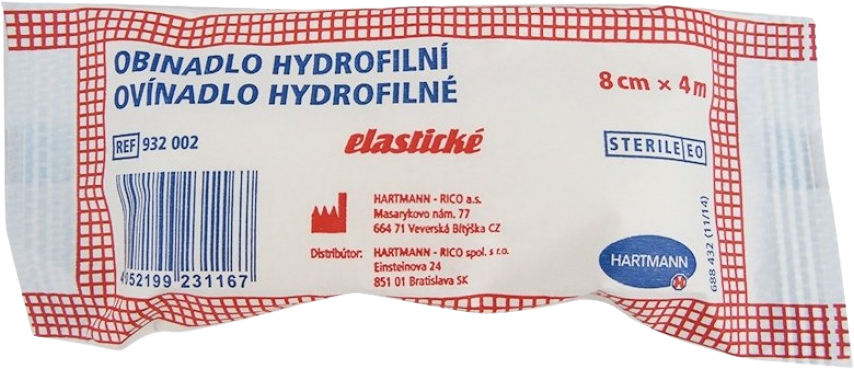 OBINADLO HYDROFILNÍ
OVÍNADLO HYDROFILNÉ
8 cm × 4 m
REF 932 002
elastické
STERILE EO
HARTMANN - RICO a.s.
Masarykovo nám. 77
664 71 Veverská Bítýška CZ
Distribútor: HARTMANN - RICO spol. s r.o.
Einsteinova 24
851 01 Bratislava SK
4052199 231167
HARTMANN
H
688 432 (11/14)